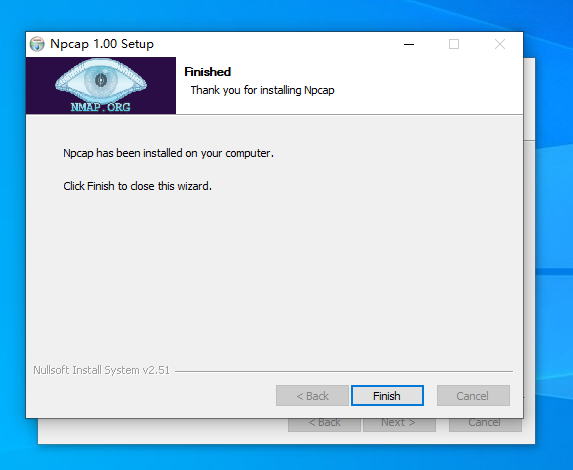 Npcap 1.00 Setup
NMAP.ORG
Finished
Thank you for installing Npcap
Npcap has been installed on your computer.
Click Finish to close this wizard.
Nullsoft Install System v2.51
< Back
Finish
Cancel
< Back
Next >
Cancel